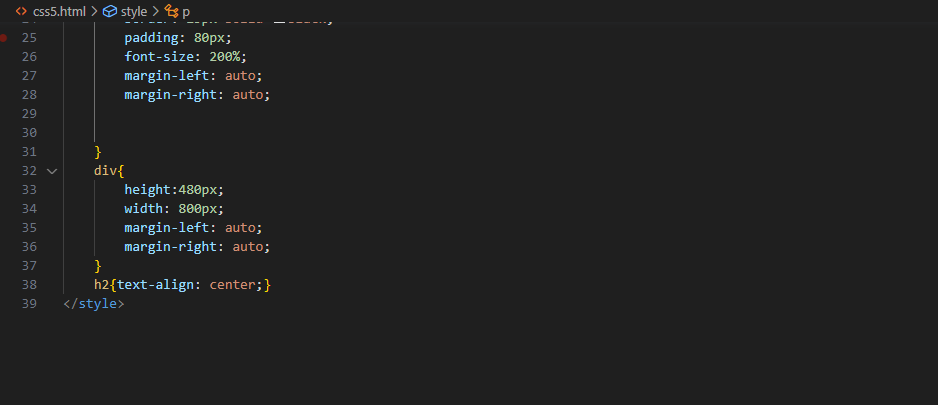 css5.html > style > p
25 padding: 80px;
26 font-size: 200%;
27 margin-left: auto;
28 margin-right: auto;
29
30
31 }
32 div{
33 height:480px;
34 width: 800px;
35 margin-left: auto;
36 margin-right: auto;
37 }
38 h2{text-align: center;}
39 </style>